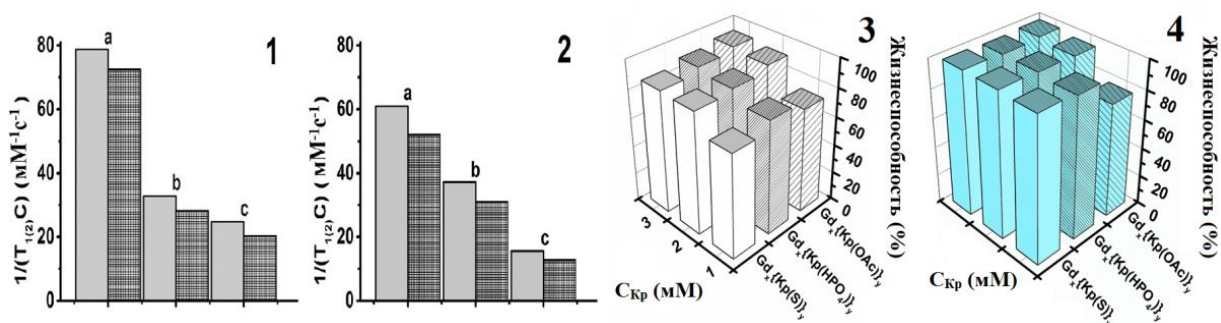 1
1/(T₁₍₂₎C) (мМ⁻¹с⁻¹)
80
60
40
20
0
a
b
c
2
1/(T₁₍₂₎C) (мМ⁻¹с⁻¹)
80
60
40
20
0
a
b
c
3
Жизнеспособность (%)
100
80
60
40
20
0
3
2
1
C_Кр (мМ)
Gdₓ{Kp(S)}ᵧ
Gdₓ{Kp(HPO₄)}ᵧ
Gdₓ{Kp(OAc)}ᵧ
4
Жизнеспособность (%)
100
80
60
40
20
0
C_Кр (мМ)
Gdₓ{Kp(S)}ᵧ
Gdₓ{Kp(HPO₄)}ᵧ
Gdₓ{Kp(OAc)}ᵧ